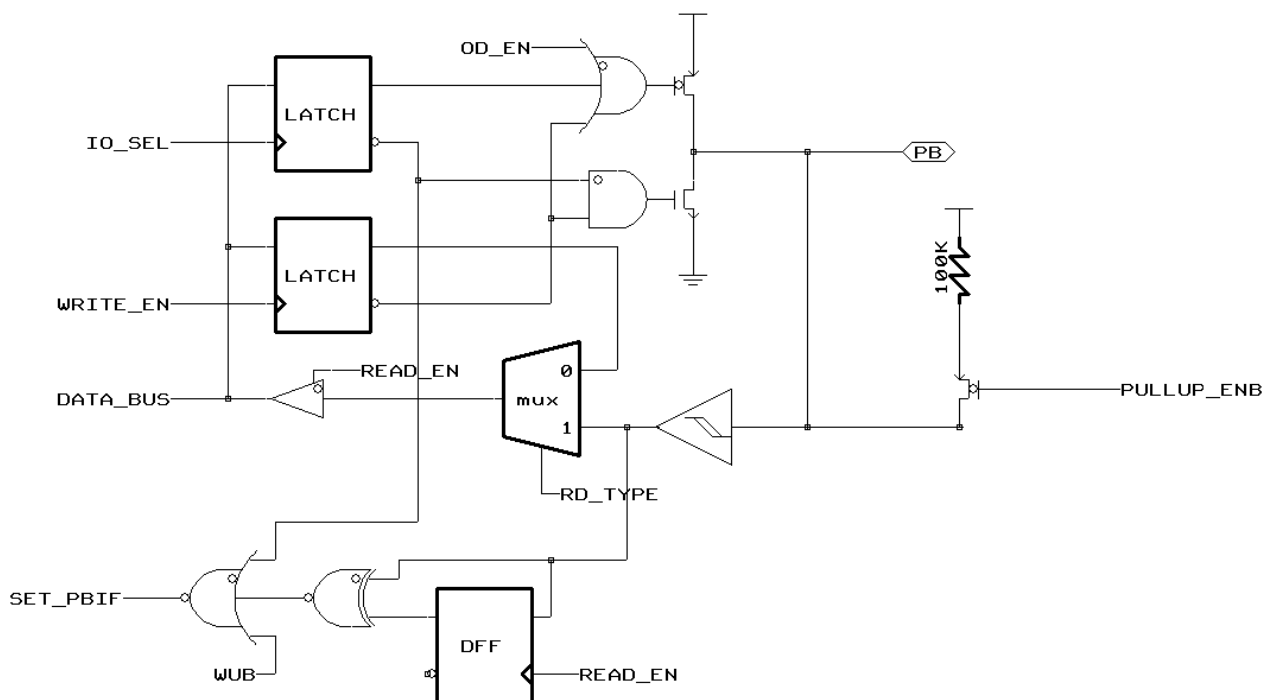 OD_EN
LATCH
IO_SEL
PB
LATCH
100K
WRITE_EN
READ_EN
0
DATA_BUS
mux
PULLUP_ENB
1
RD_TYPE
SET_PBIF
DFF
WUB
READ_EN